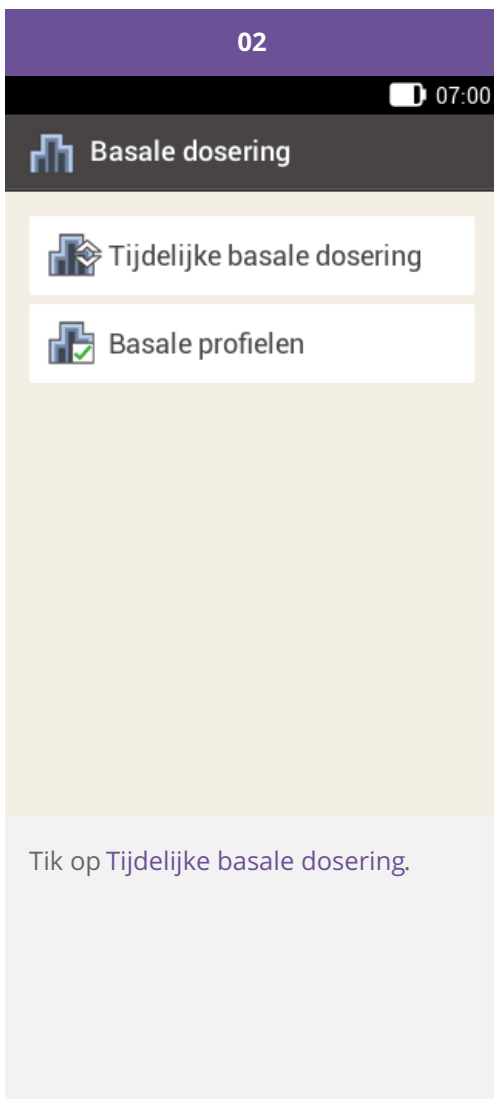 02
07:00
Basale dosering
Tijdelijke basale dosering
Basale profielen
Tik op Tijdelijke basale dosering.